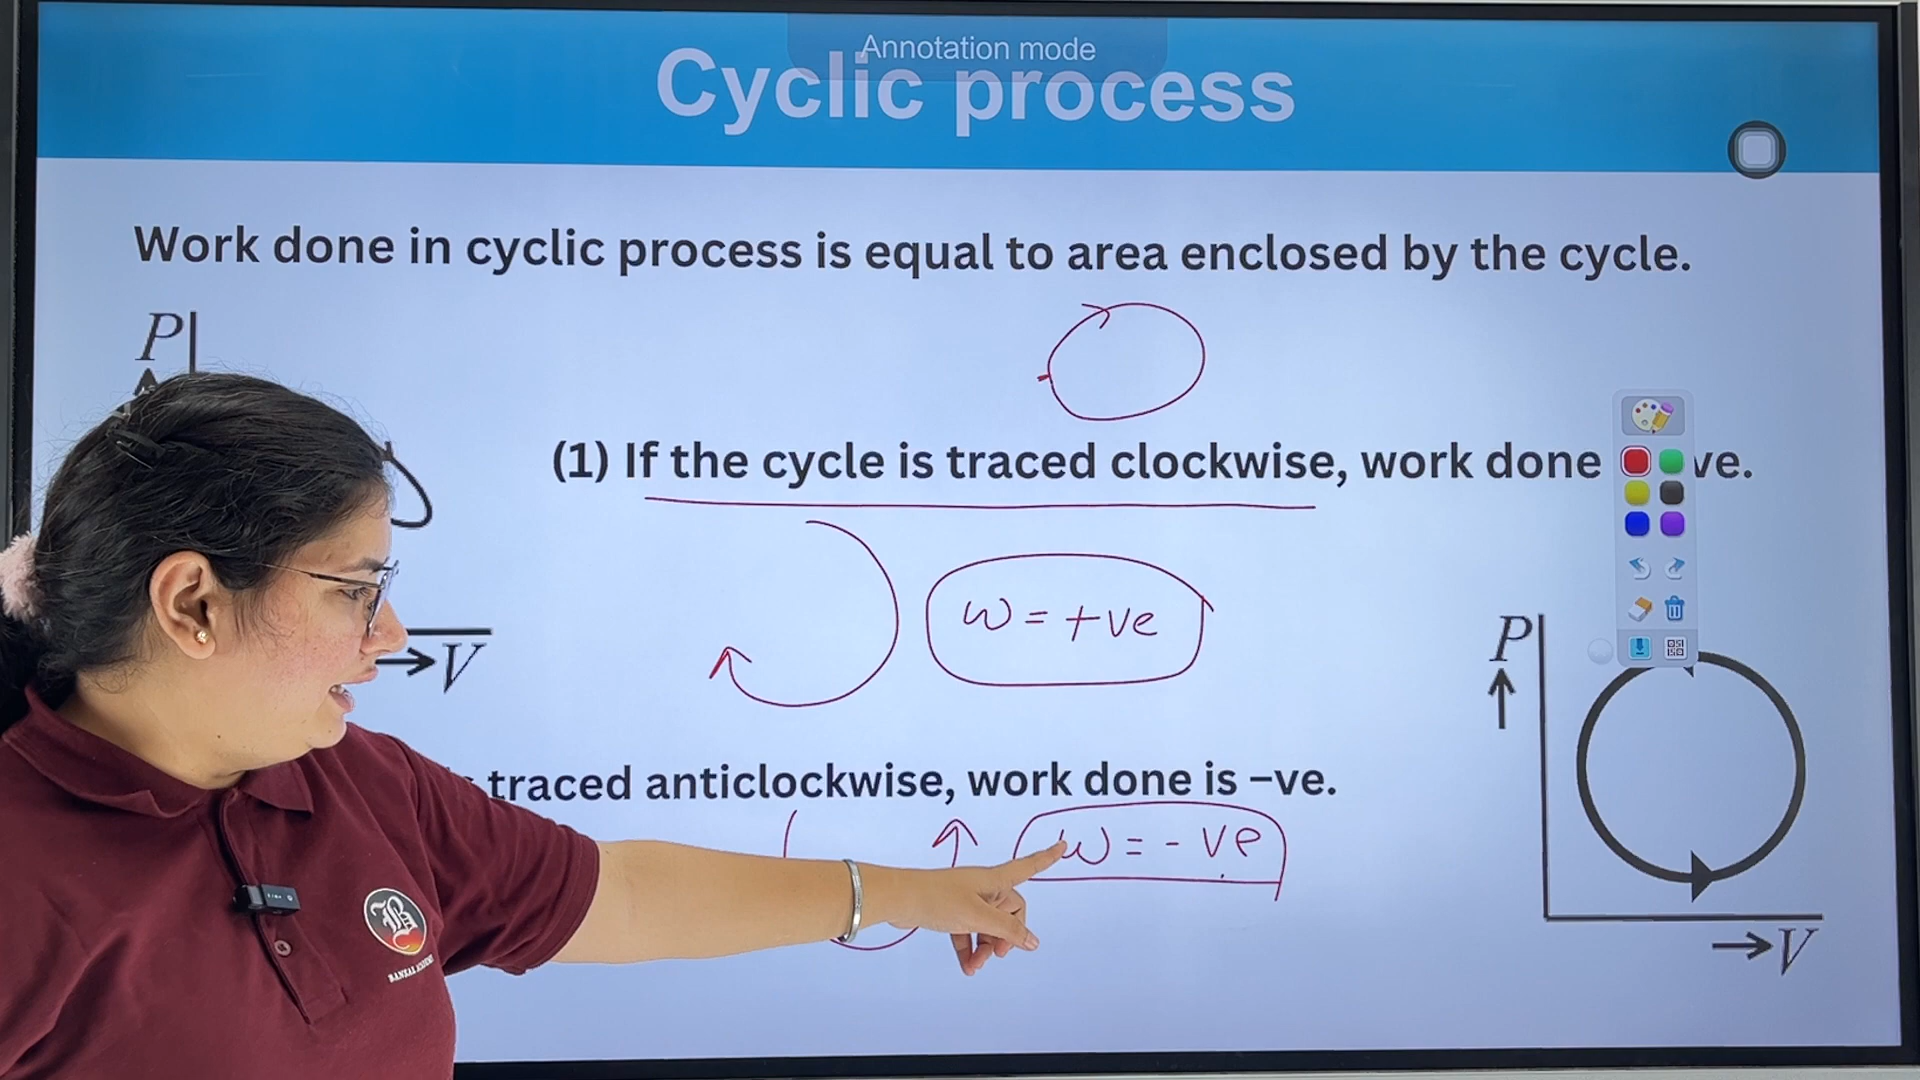 Annotation mode
Cyclic process
Work done in cyclic process is equal to area enclosed by the cycle.
P
(1) If the cycle is traced clockwise, work done ve.
w = +ve
V
P
traced anticlockwise, work done is –ve.
w = - ve
V